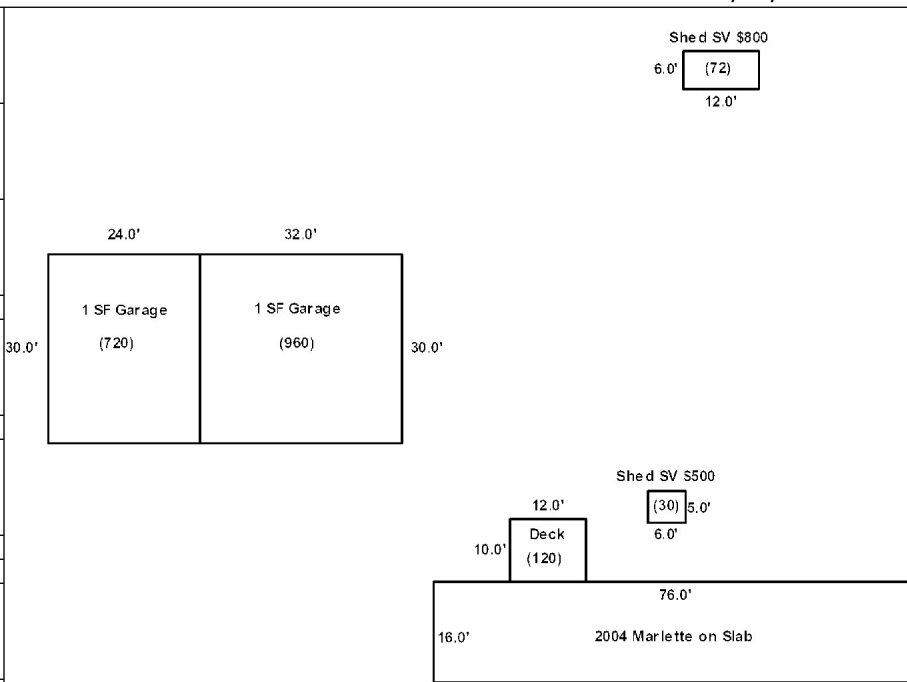 Shed SV $800
6.0' (72)
12.0'
24.0' 32.0'
1 SF Garage 1 SF Garage
(720) (960)
30.0' 30.0'
Shed SV $500
(30) 5.0'
6.0'
12.0'
Deck
10.0' (120)
76.0'
16.0' 2004 Marlette on Slab